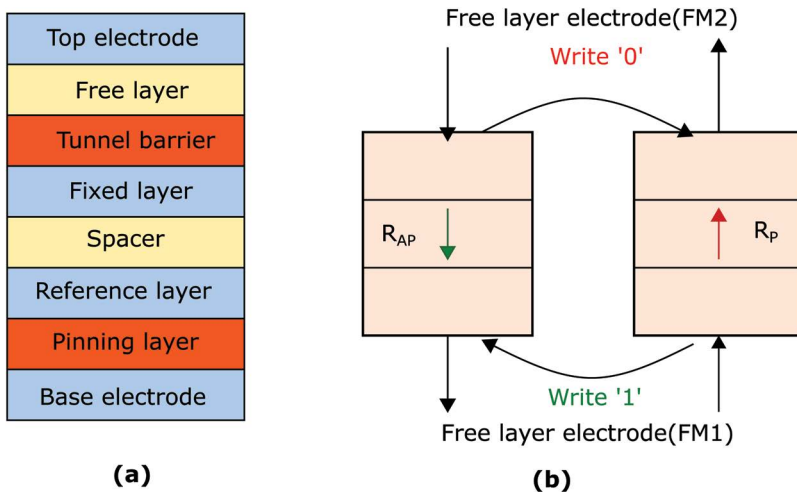 Top electrode
Free layer
Tunnel barrier
Fixed layer
Spacer
Reference layer
Pinning layer
Base electrode
(a)
Free layer electrode(FM2)
Write '0'
RAP
RP
Write '1'
Free layer electrode(FM1)
(b)